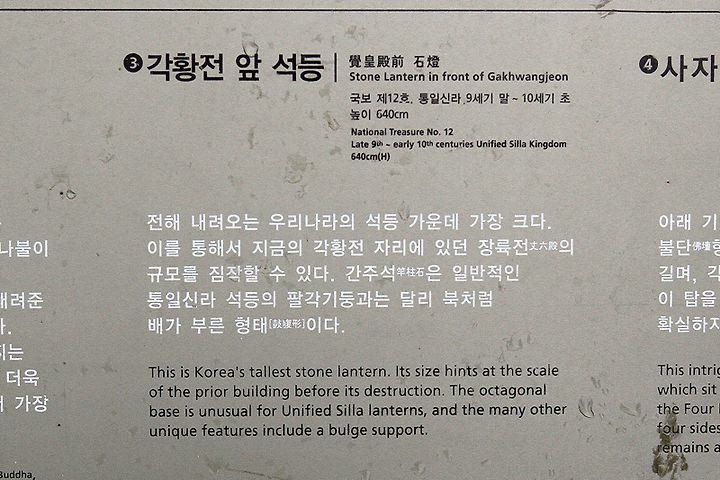 ❸ 각황전 앞 석등
覺皇殿前 石燈
Stone Lantern in front of Gakhwangjeon
국보 제12호, 통일신라 9세기 말 ~ 10세기 초
높이 640cm
National Treasure No. 12
Late 9th ~ early 10th centuries Unified Silla Kingdom
640cm(H)
전해 내려오는 우리나라의 석등 가운데 가장 크다.
이를 통해서 지금의 각황전 자리에 있던 장륙전丈六殿의
규모를 짐작할 수 있다. 간주석竿柱石은 일반적인
통일신라 석등의 팔각기둥과는 달리 북처럼
배가 부른 형태이다.
This is Korea's tallest stone lantern. Its size hints at the scale
of the prior building before its destruction. The octagonal
base is unusual for Unified Silla lanterns, and the many other
unique features include a bulge support.
나불이
내려준
다.
지는
더욱
서 가장
Buddha,
❹ 사자
아래 기
불단佛壇형
길며, 각
이 탑을
확실하지
This intrig
which sit
the Four
four sides
remains a